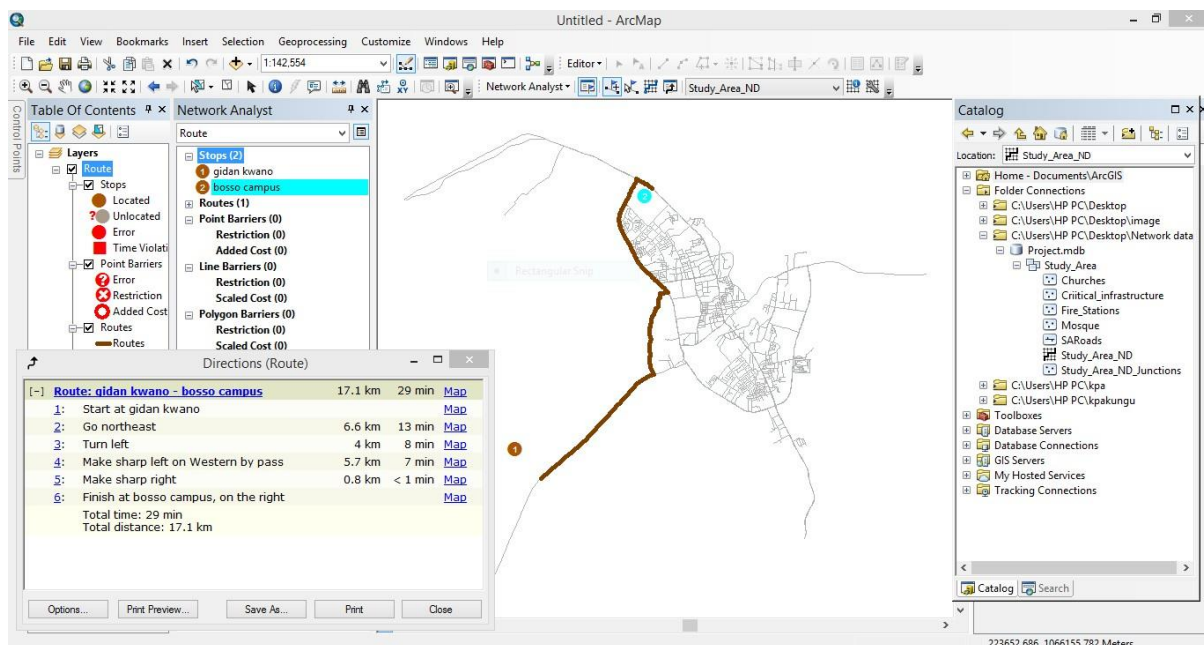 Untitled - ArcMap
File Edit View Bookmarks Insert Selection Geoprocessing Customize Windows Help
1:142,554
Editor
Network Analyst
Study_Area_ND
Control Points
Table Of Contents
Layers
Route
Stops
Located
? Unlocated
Error
Time Violati
Point Barriers
Error
Restriction
Added Cost
Routes
Routes
Network Analyst
Route
Stops (2)
1 gidan kwano
2 bosso campus
Routes (1)
Point Barriers (0)
Restriction (0)
Added Cost (0)
Line Barriers (0)
Restriction (0)
Scaled Cost (0)
Polygon Barriers (0)
Restriction (0)
Scaled Cost (0)
Rectangular Snip
2
1
Directions (Route)
[-] Route: gidan kwano - bosso campus 17.1 km 29 min Map
1: Start at gidan kwano Map
2: Go northeast 6.6 km 13 min Map
3: Turn left 4 km 8 min Map
4: Make sharp left on Western by pass 5.7 km 7 min Map
5: Make sharp right 0.8 km < 1 min Map
6: Finish at bosso campus, on the right Map
Total time: 29 min
Total distance: 17.1 km
Options... Print Preview... Save As... Print Close
Catalog
Location: Study_Area_ND
Home - Documents\ArcGIS
Folder Connections
C:\Users\HP PC\Desktop
C:\Users\HP PC\Desktop\image
C:\Users\HP PC\Desktop\Network data
Project.mdb
Study_Area
Churches
Criitical_infrastructure
Fire_Stations
Mosque
SARoads
Study_Area_ND
Study_Area_ND_Junctions
C:\Users\HP PC\kpa
C:\Users\HP PC\kpakungu
Toolboxes
Database Servers
Database Connections
GIS Servers
My Hosted Services
Tracking Connections
Catalog Search
223652.686 1066155.782 Meters